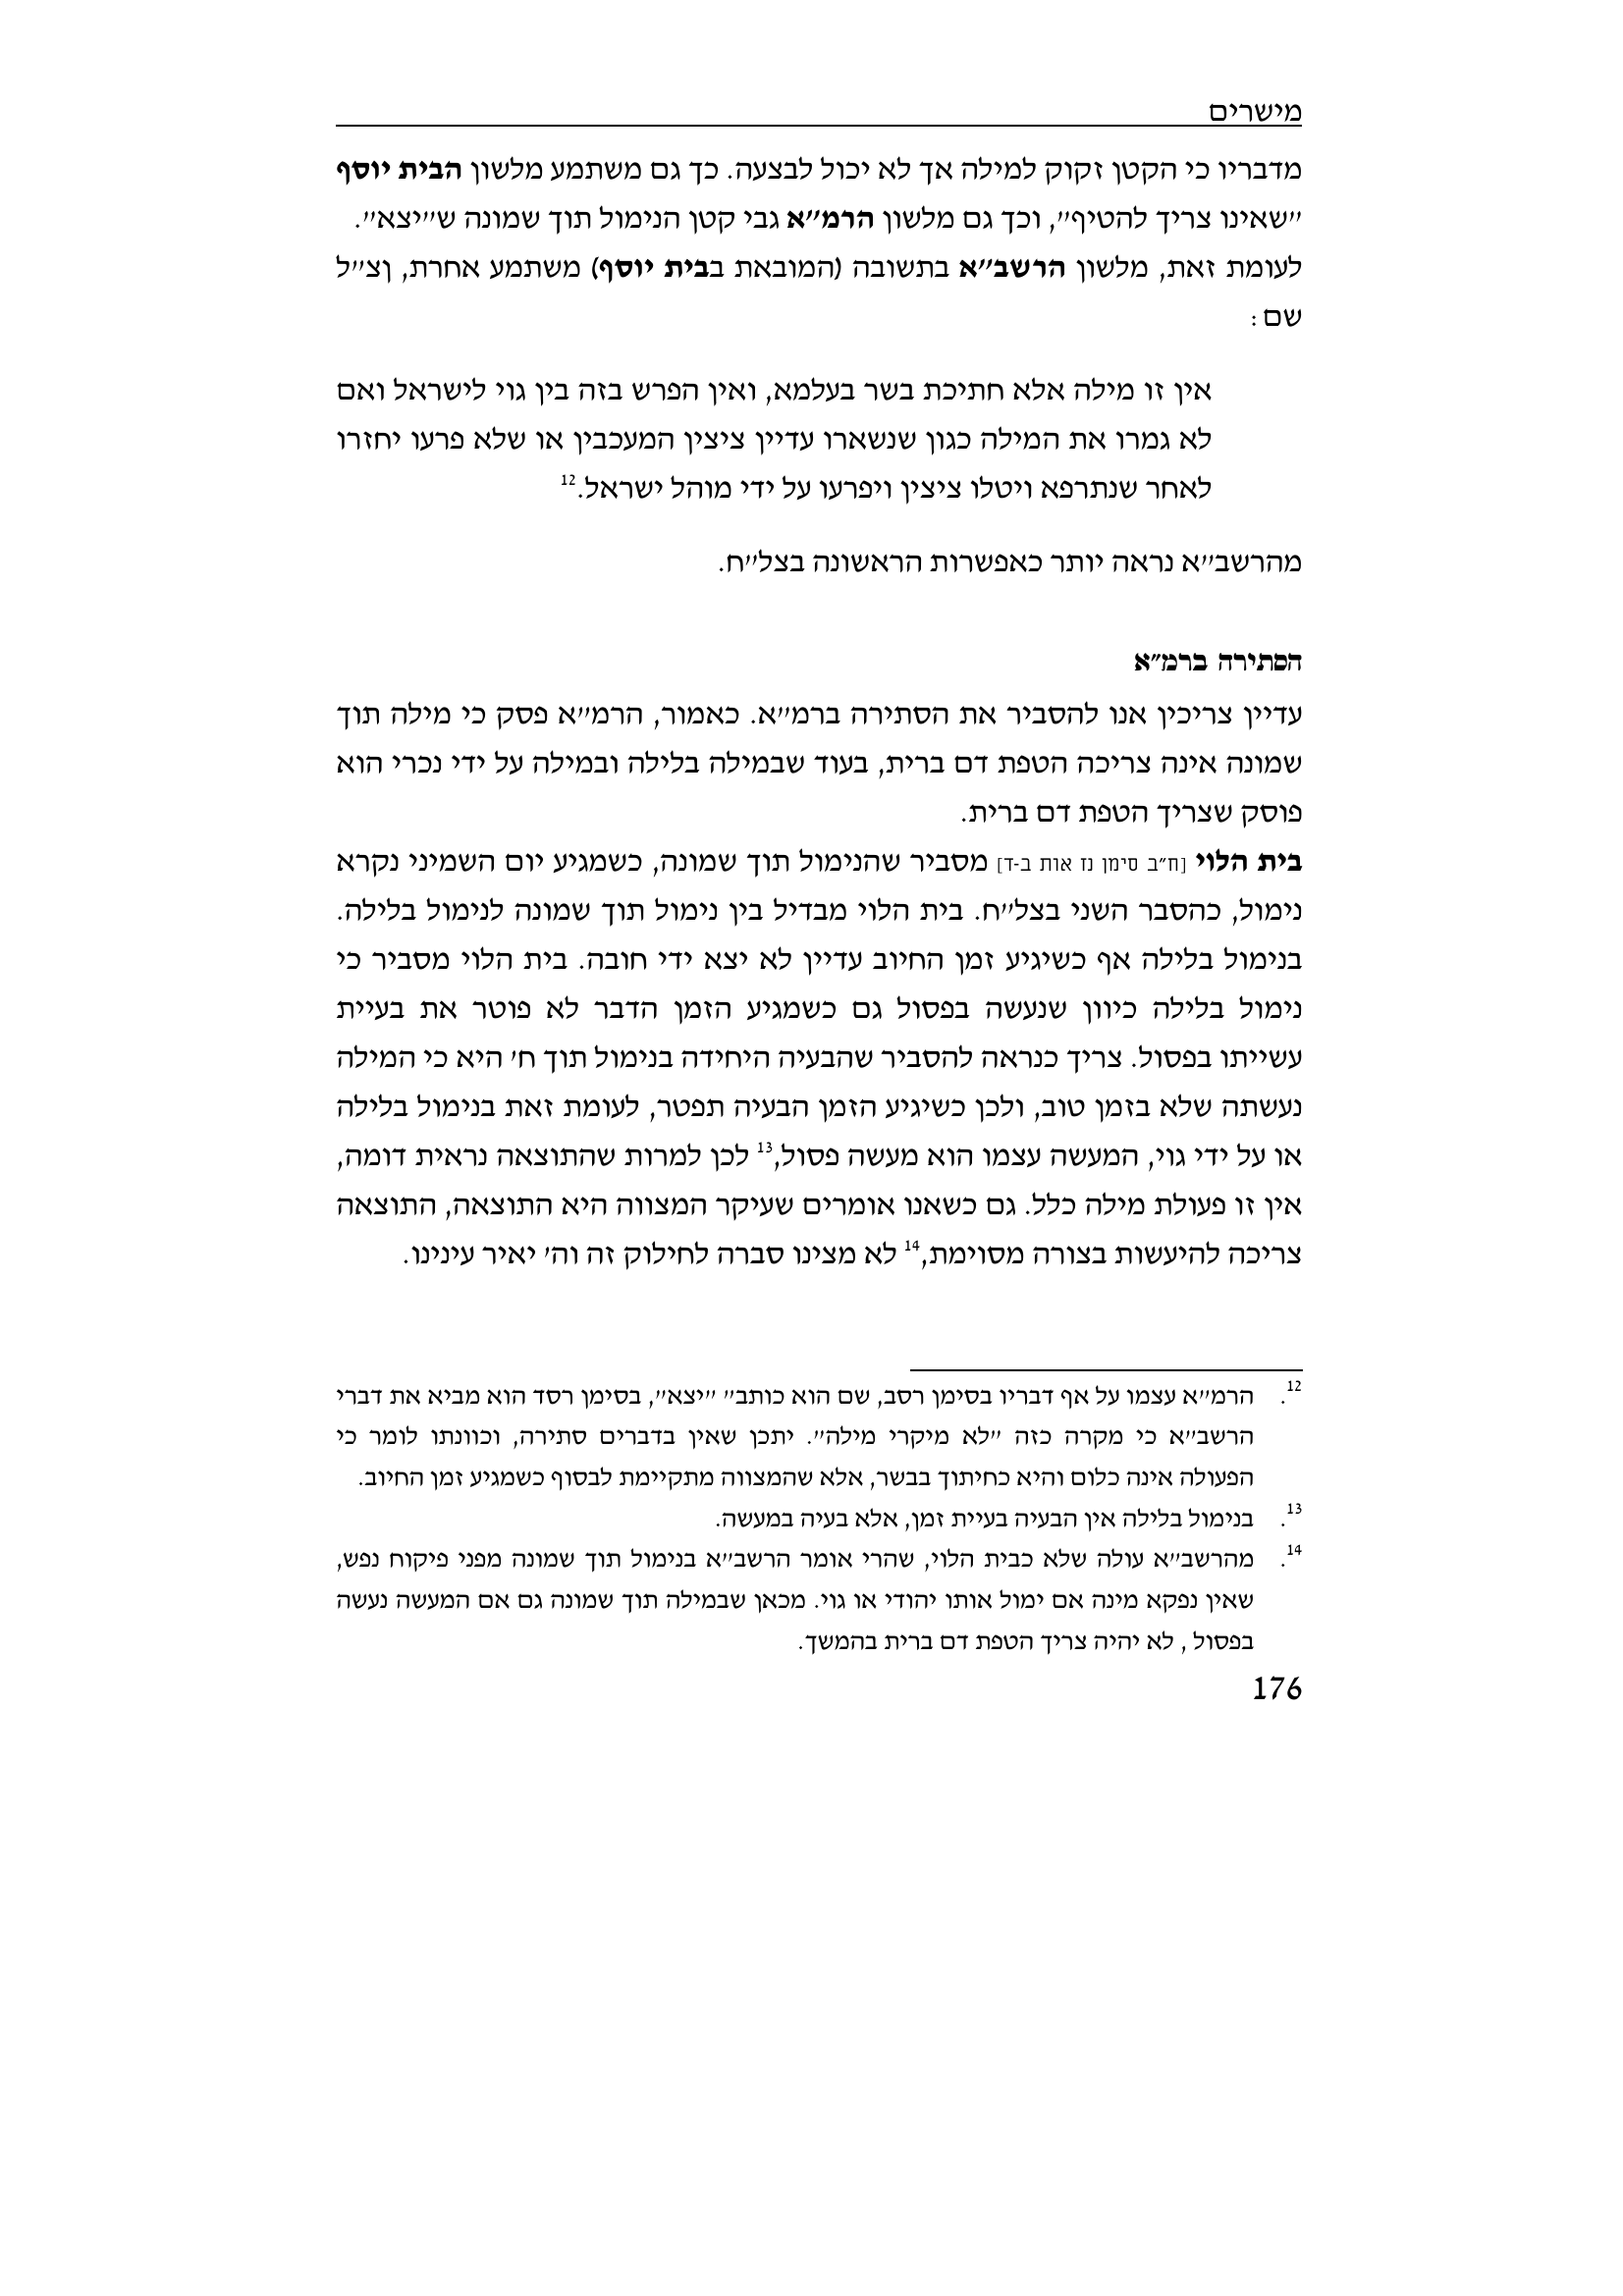 מישרים
מדבריו כי הקטן זקוק למילה אך לא יכול לבצעה. כך גם משתמע מלשון הבית יוסף
"שאינו צריך להטיף", וכך גם מלשון הרמ"א גבי קטן הנימול תוך שמונה ש"יצא".
לעומת זאת, מלשון הרשב"א בתשובה (המובאת בבית יוסף) משתמע אחרת, ןצ"ל
שם:
אין זו מילה אלא חתיכת בשר בעלמא, ואין הפרש בזה בין גוי לישראל ואם
לא גמרו את המילה כגון שנשארו עדיין ציצין המעכבין או שלא פרעו יחזרו
לאחר שנתרפא ויטלו ציצין ויפרעו על ידי מוהל ישראל.12
מהרשב"א נראה יותר כאפשרות הראשונה בצל"ח.
הסתירה ברמ"א
עדיין צריכין אנו להסביר את הסתירה ברמ"א. כאמור, הרמ"א פסק כי מילה תוך
שמונה אינה צריכה הטפת דם ברית, בעוד שבמילה בלילה ובמילה על ידי נכרי הוא
פוסק שצריך הטפת דם ברית.
בית הלוי [ח"ב סימן נז אות ב-ד] מסביר שהנימול תוך שמונה, כשמגיע יום השמיני נקרא
נימול, כהסבר השני בצל"ח. בית הלוי מבדיל בין נימול תוך שמונה לנימול בלילה.
בנימול בלילה אף כשיגיע זמן החיוב עדיין לא יצא ידי חובה. בית הלוי מסביר כי
נימול בלילה כיוון שנעשה בפסול גם כשמגיע הזמן הדבר לא פוטר את בעיית
עשייתו בפסול. צריך כנראה להסביר שהבעיה היחידה בנימול תוך ח' היא כי המילה
נעשתה שלא בזמן טוב, ולכן כשיגיע הזמן הבעיה תפטר, לעומת זאת בנימול בלילה
או על ידי גוי, המעשה עצמו הוא מעשה פסול,13 לכן למרות שהתוצאה נראית דומה,
אין זו פעולת מילה כלל. גם כשאנו אומרים שעיקר המצווה היא התוצאה, התוצאה
צריכה להיעשות בצורה מסוימת,14 לא מצינו סברה לחילוק זה וה' יאיר עינינו.
12. הרמ"א עצמו על אף דבריו בסימן רסב, שם הוא כותב" "יצא", בסימן רסד הוא מביא את דברי
הרשב"א כי מקרה כזה "לא מיקרי מילה". יתכן שאין בדברים סתירה, וכוונתו לומר כי
הפעולה אינה כלום והיא כחיתוך בבשר, אלא שהמצווה מתקיימת לבסוף כשמגיע זמן החיוב.
13. בנימול בלילה אין הבעיה בעיית זמן, אלא בעיה במעשה.
14. מהרשב"א עולה שלא כבית הלוי, שהרי אומר הרשב"א בנימול תוך שמונה מפני פיקוח נפש,
שאין נפקא מינה אם ימול אותו יהודי או גוי. מכאן שבמילה תוך שמונה גם אם המעשה נעשה
בפסול , לא יהיה צריך הטפת דם ברית בהמשך.
176